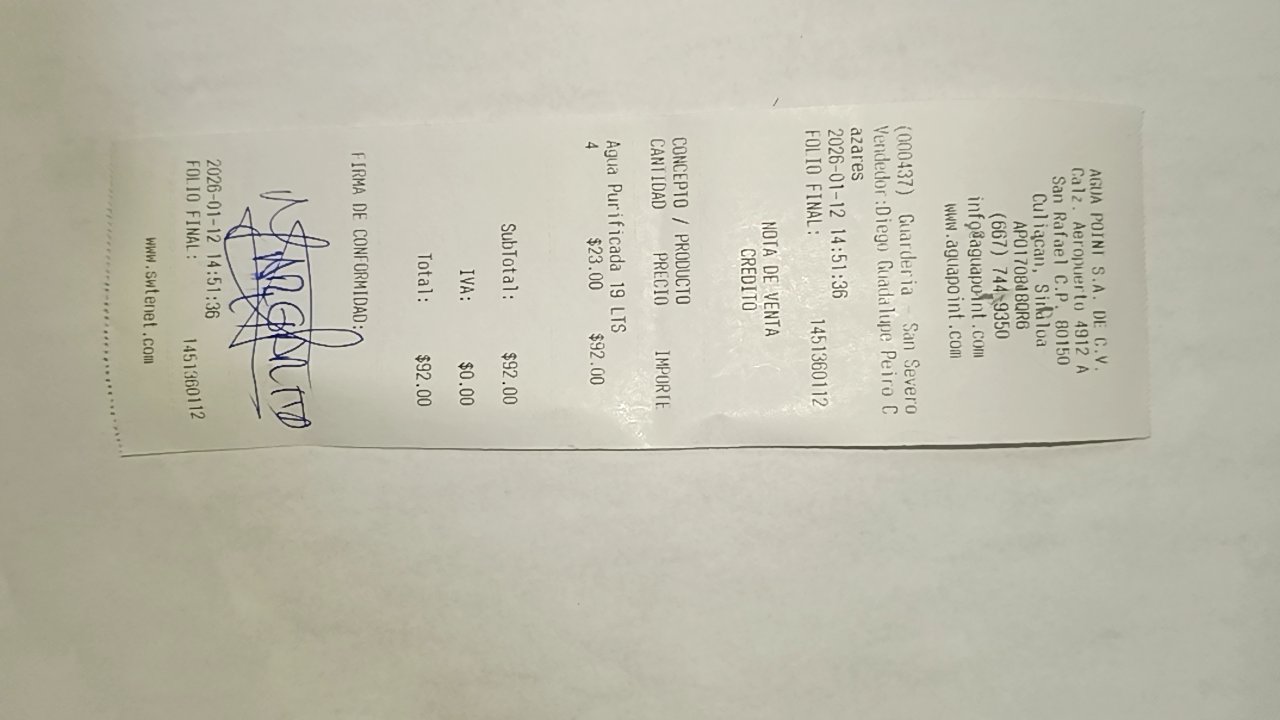 AGUA POINT S.A. DE C.V.
Calz. Aeropuerto 4912 A
San Rafael C.P. 80150
Culiacan, Sinaloa
APO170818QR6
(667) 744-9350
info@aguapoint.com
www.aguapoint.com
(000437) Guarderia - San Severo
Vendedor:Diego Guadalupe Peiro C
azares
2026-01-12 14:51:36
FOLIO FINAL: 1451360112
NOTA DE VENTA
CREDITO
CONCEPTO / PRODUCTO
CANTIDAD PRECIO IMPORTE
Agua Purificada 19 LTS
4 $23.00 $92.00
SubTotal: $92.00
IVA: $0.00
Total: $92.00
FIRMA DE CONFORMIDAD:
2026-01-12 14:51:36
FOLIO FINAL: 1451360112
www.swtenet.com